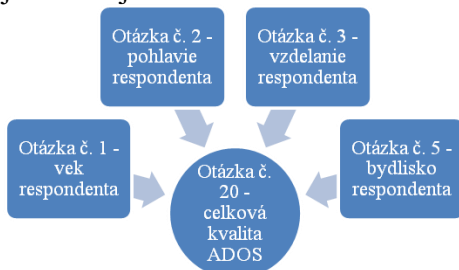 Otázka č. 2 -
pohlavie
respondenta
Otázka č. 3 -
vzdelanie
respondenta
Otázka č. 1 -
vek
respondenta
Otázka č.
20 -
celková
kvalita
ADOS
Otázka č. 5 -
bydlisko
respondenta